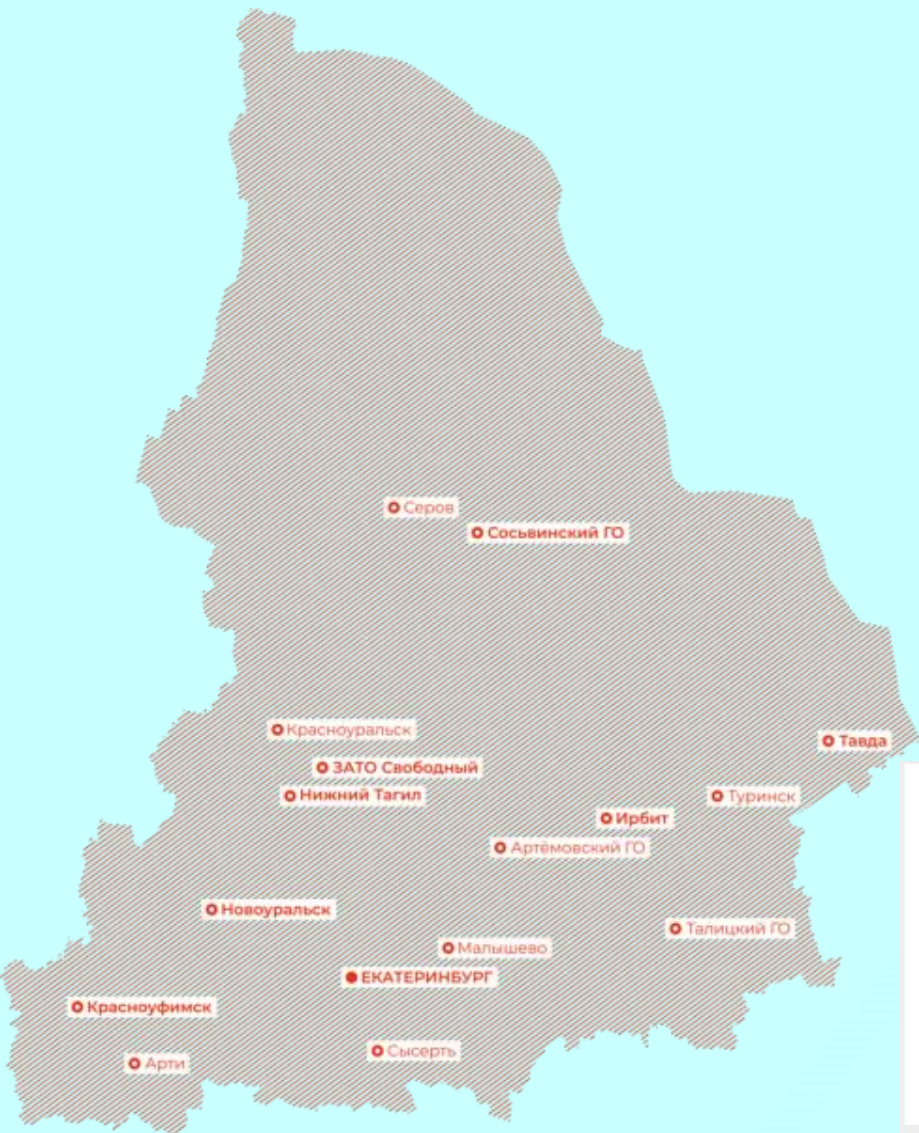 Серов
Сосьвинский ГО
Красноуральск
Тавда
ЗАТО Свободный
Нижний Тагил
Туринск
Ирбит
Артёмовский ГО
Новоуральск
Талицкий ГО
Малышево
ЕКАТЕРИНБУРГ
Красноуфимск
Сысерть
Арти